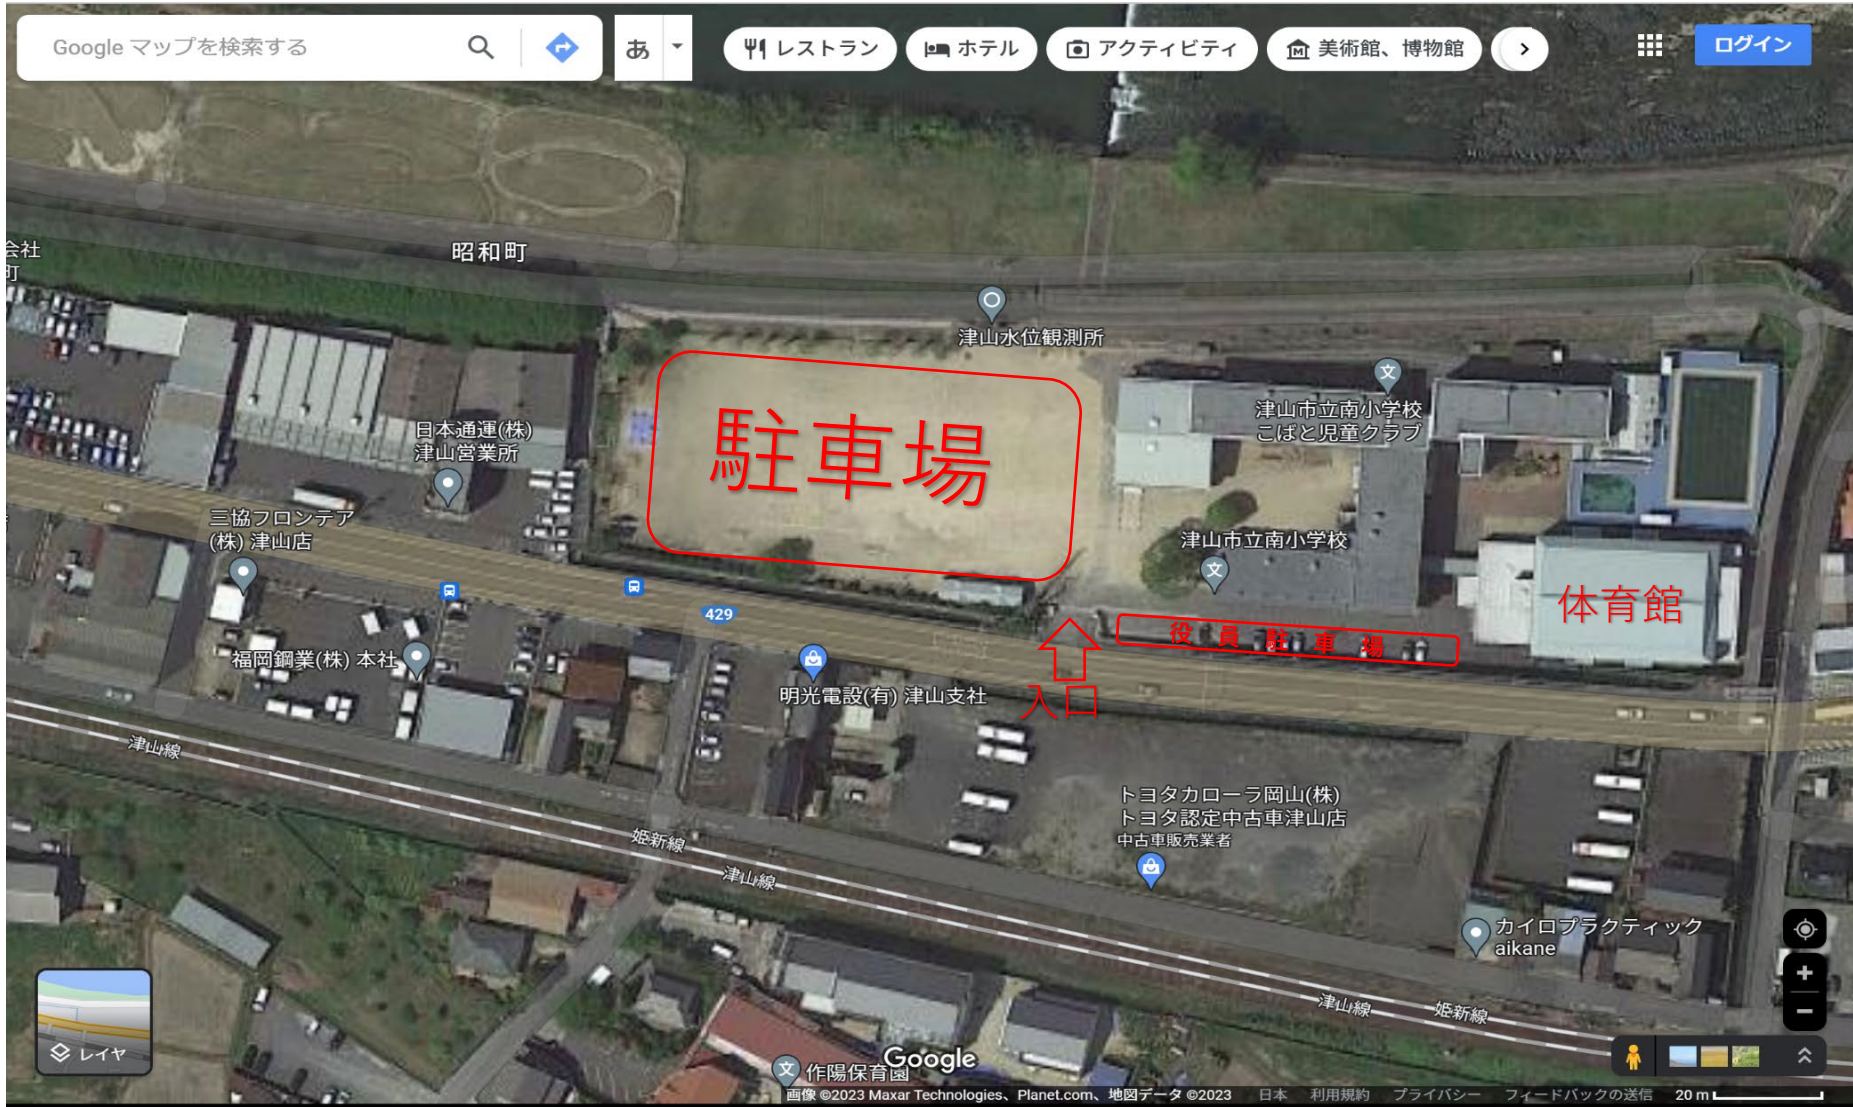 Google マップを検索する
あ
レストラン
ホテル
アクティビティ
美術館、博物館
ログイン
会社
町
昭和町
津山水位観測所
駐車場
日本通運(株)
津山営業所
津山市立南小学校
こばと児童クラブ
三協フロンテア
(株) 津山店
津山市立南小学校
体育館
429
役員駐車場
福岡鋼業(株) 本社
明光電設(有) 津山支社
入口
津山線
トヨタカローラ岡山(株)
トヨタ認定中古車津山店
中古車販売業者
姫新線
津山線
カイロプラクティック
aikane
津山線
姫新線
レイヤ
作陽保育園
Google
画像 ©2023 Maxar Technologies、Planet.com、地図データ ©2023 日本 利用規約 プライバシー フィードバックの送信 20 m